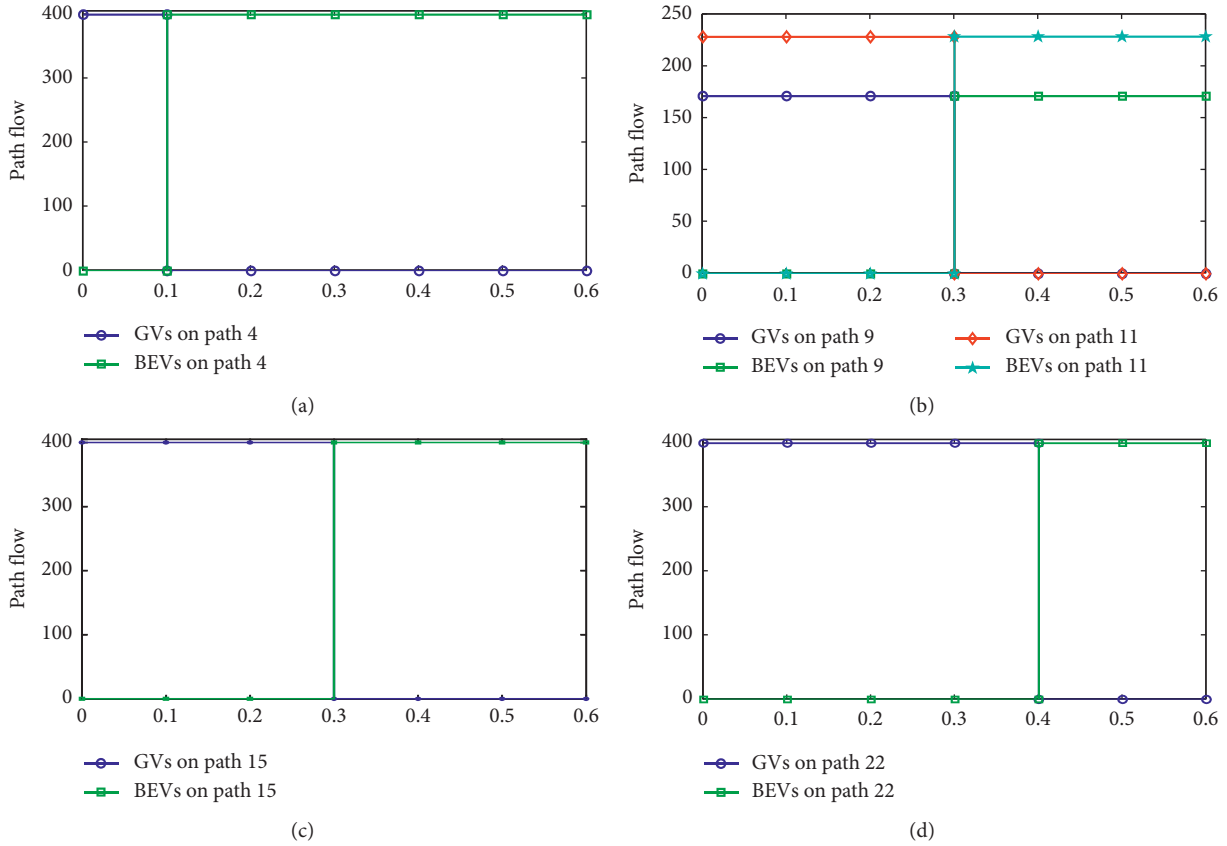 400
300
200
100
0
Path flow
0 0.1 0.2 0.3 0.4 0.5 0.6
GVs on path 4
BEVs on path 4
(a)
250
200
150
100
50
0
Path flow
0 0.1 0.2 0.3 0.4 0.5 0.6
GVs on path 9
BEVs on path 9
GVs on path 11
BEVs on path 11
(b)
400
300
200
100
0
Path flow
0 0.1 0.2 0.3 0.4 0.5 0.6
GVs on path 15
BEVs on path 15
(c)
400
300
200
100
0
Path flow
0 0.1 0.2 0.3 0.4 0.5 0.6
GVs on path 22
BEVs on path 22
(d)